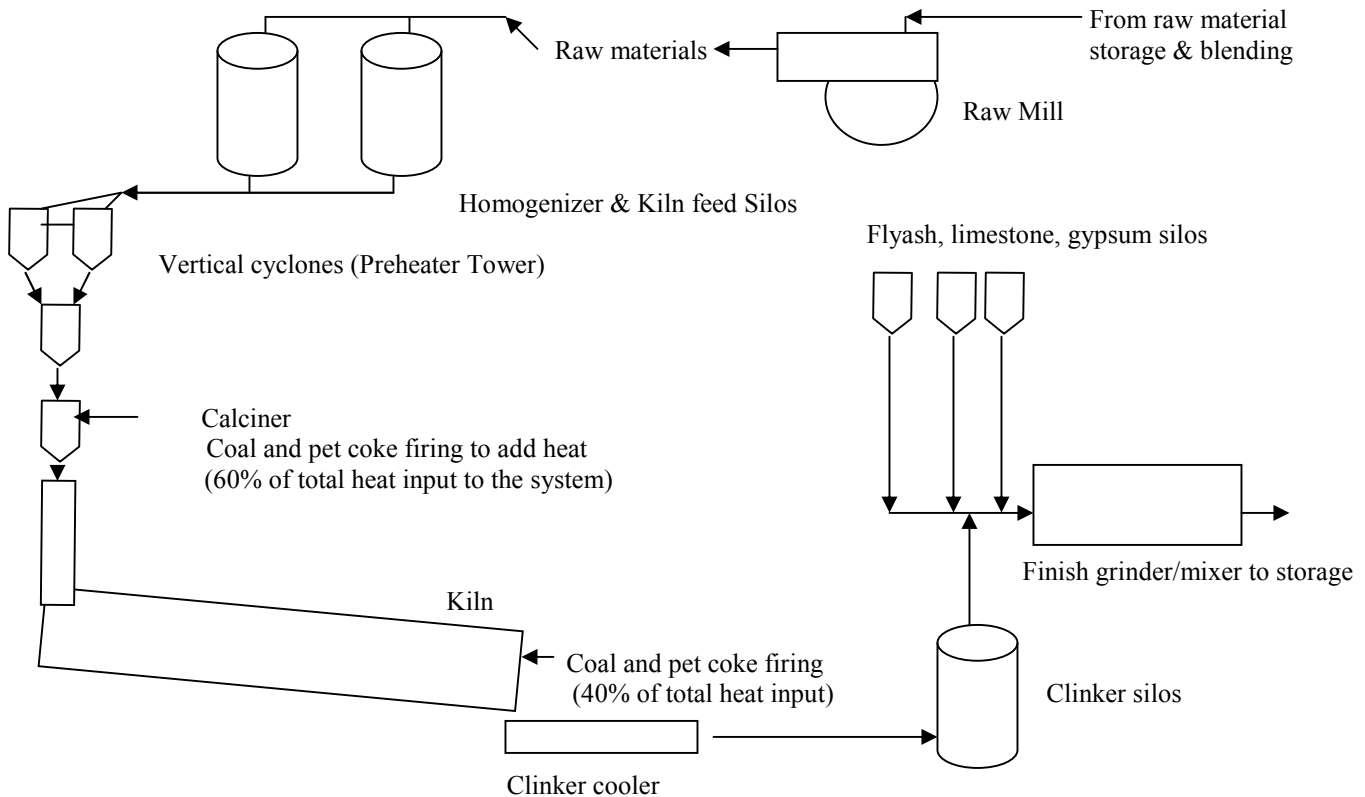 From raw material
storage & blending
Raw materials
Raw Mill
Homogenizer & Kiln feed Silos
Flyash, limestone, gypsum silos
Vertical cyclones (Preheater Tower)
Calciner
Coal and pet coke firing to add heat
(60% of total heat input to the system)
Finish grinder/mixer to storage
Kiln
Coal and pet coke firing
(40% of total heat input)
Clinker silos
Clinker cooler